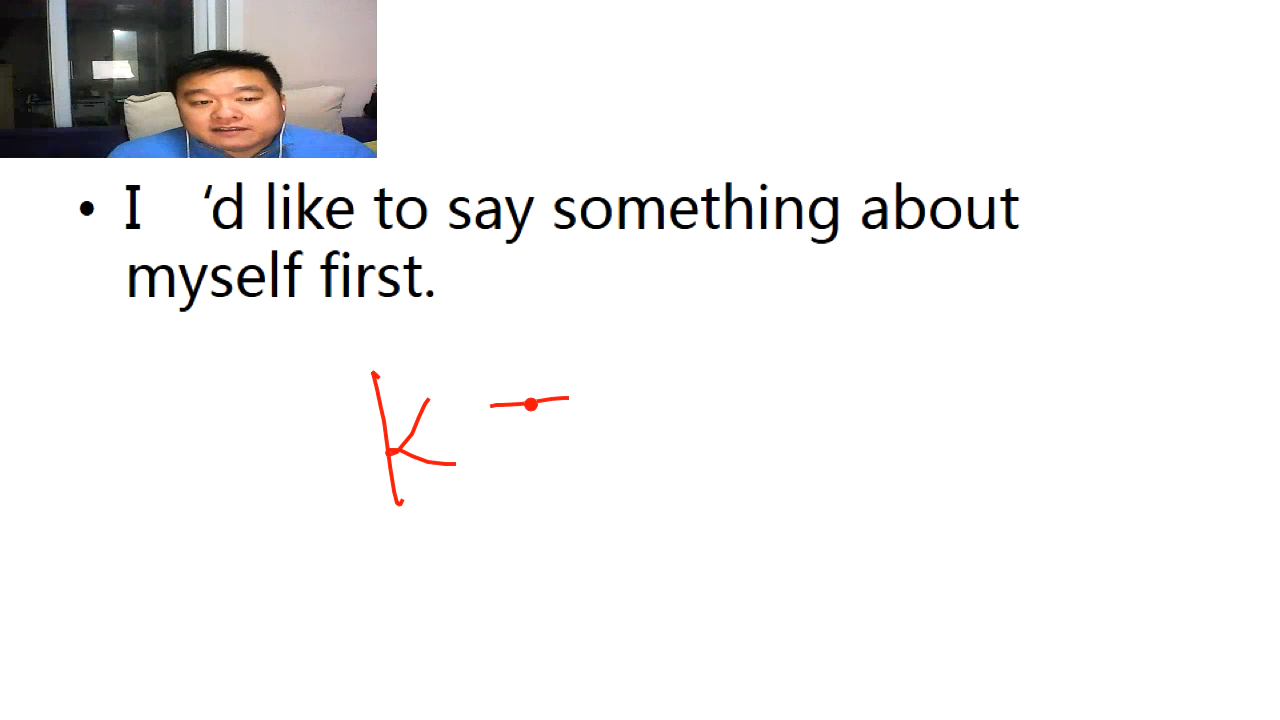 • I ‘d like to say something about
myself first.
K –